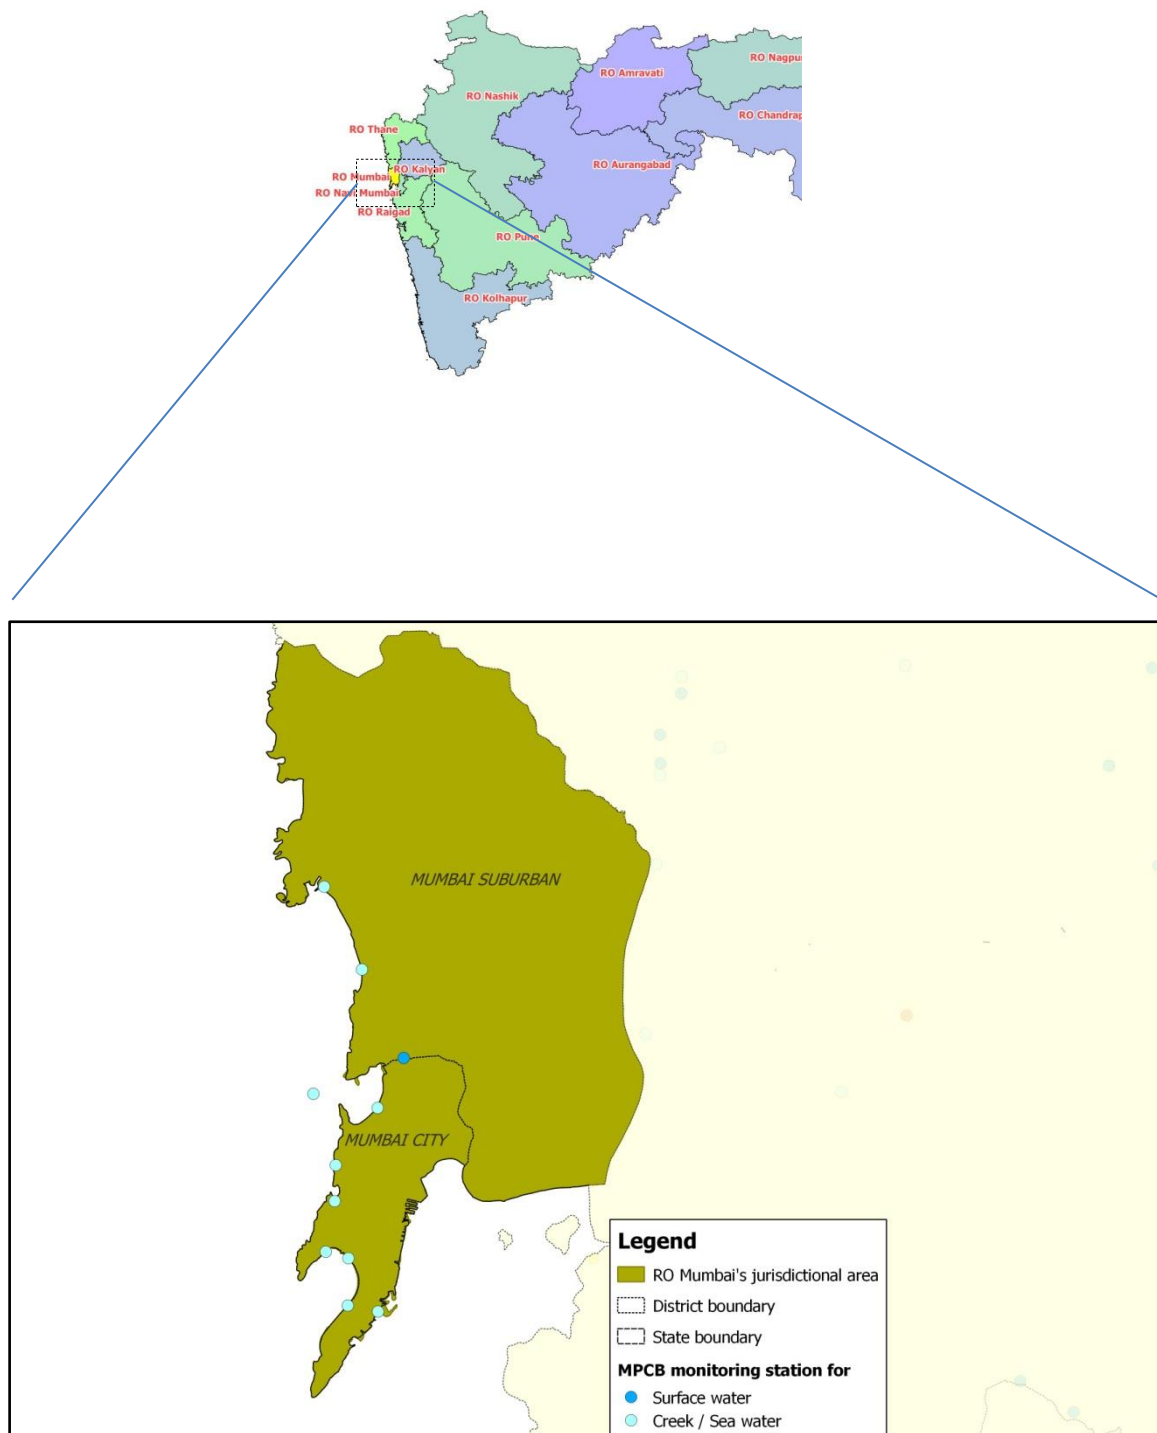 RO Amravati
RO Nagpu
RO Nashik
RO Chandrap
RO Thane
RO Aurangabad
RO Kalyan
RO Mumbai
RO Navi Mumbai
RO Raigad
RO Pune
RO Kolhapur
MUMBAI SUBURBAN
MUMBAI CITY
Legend
RO Mumbai's jurisdictional area
District boundary
State boundary
MPCB monitoring station for
Surface water
Creek / Sea water